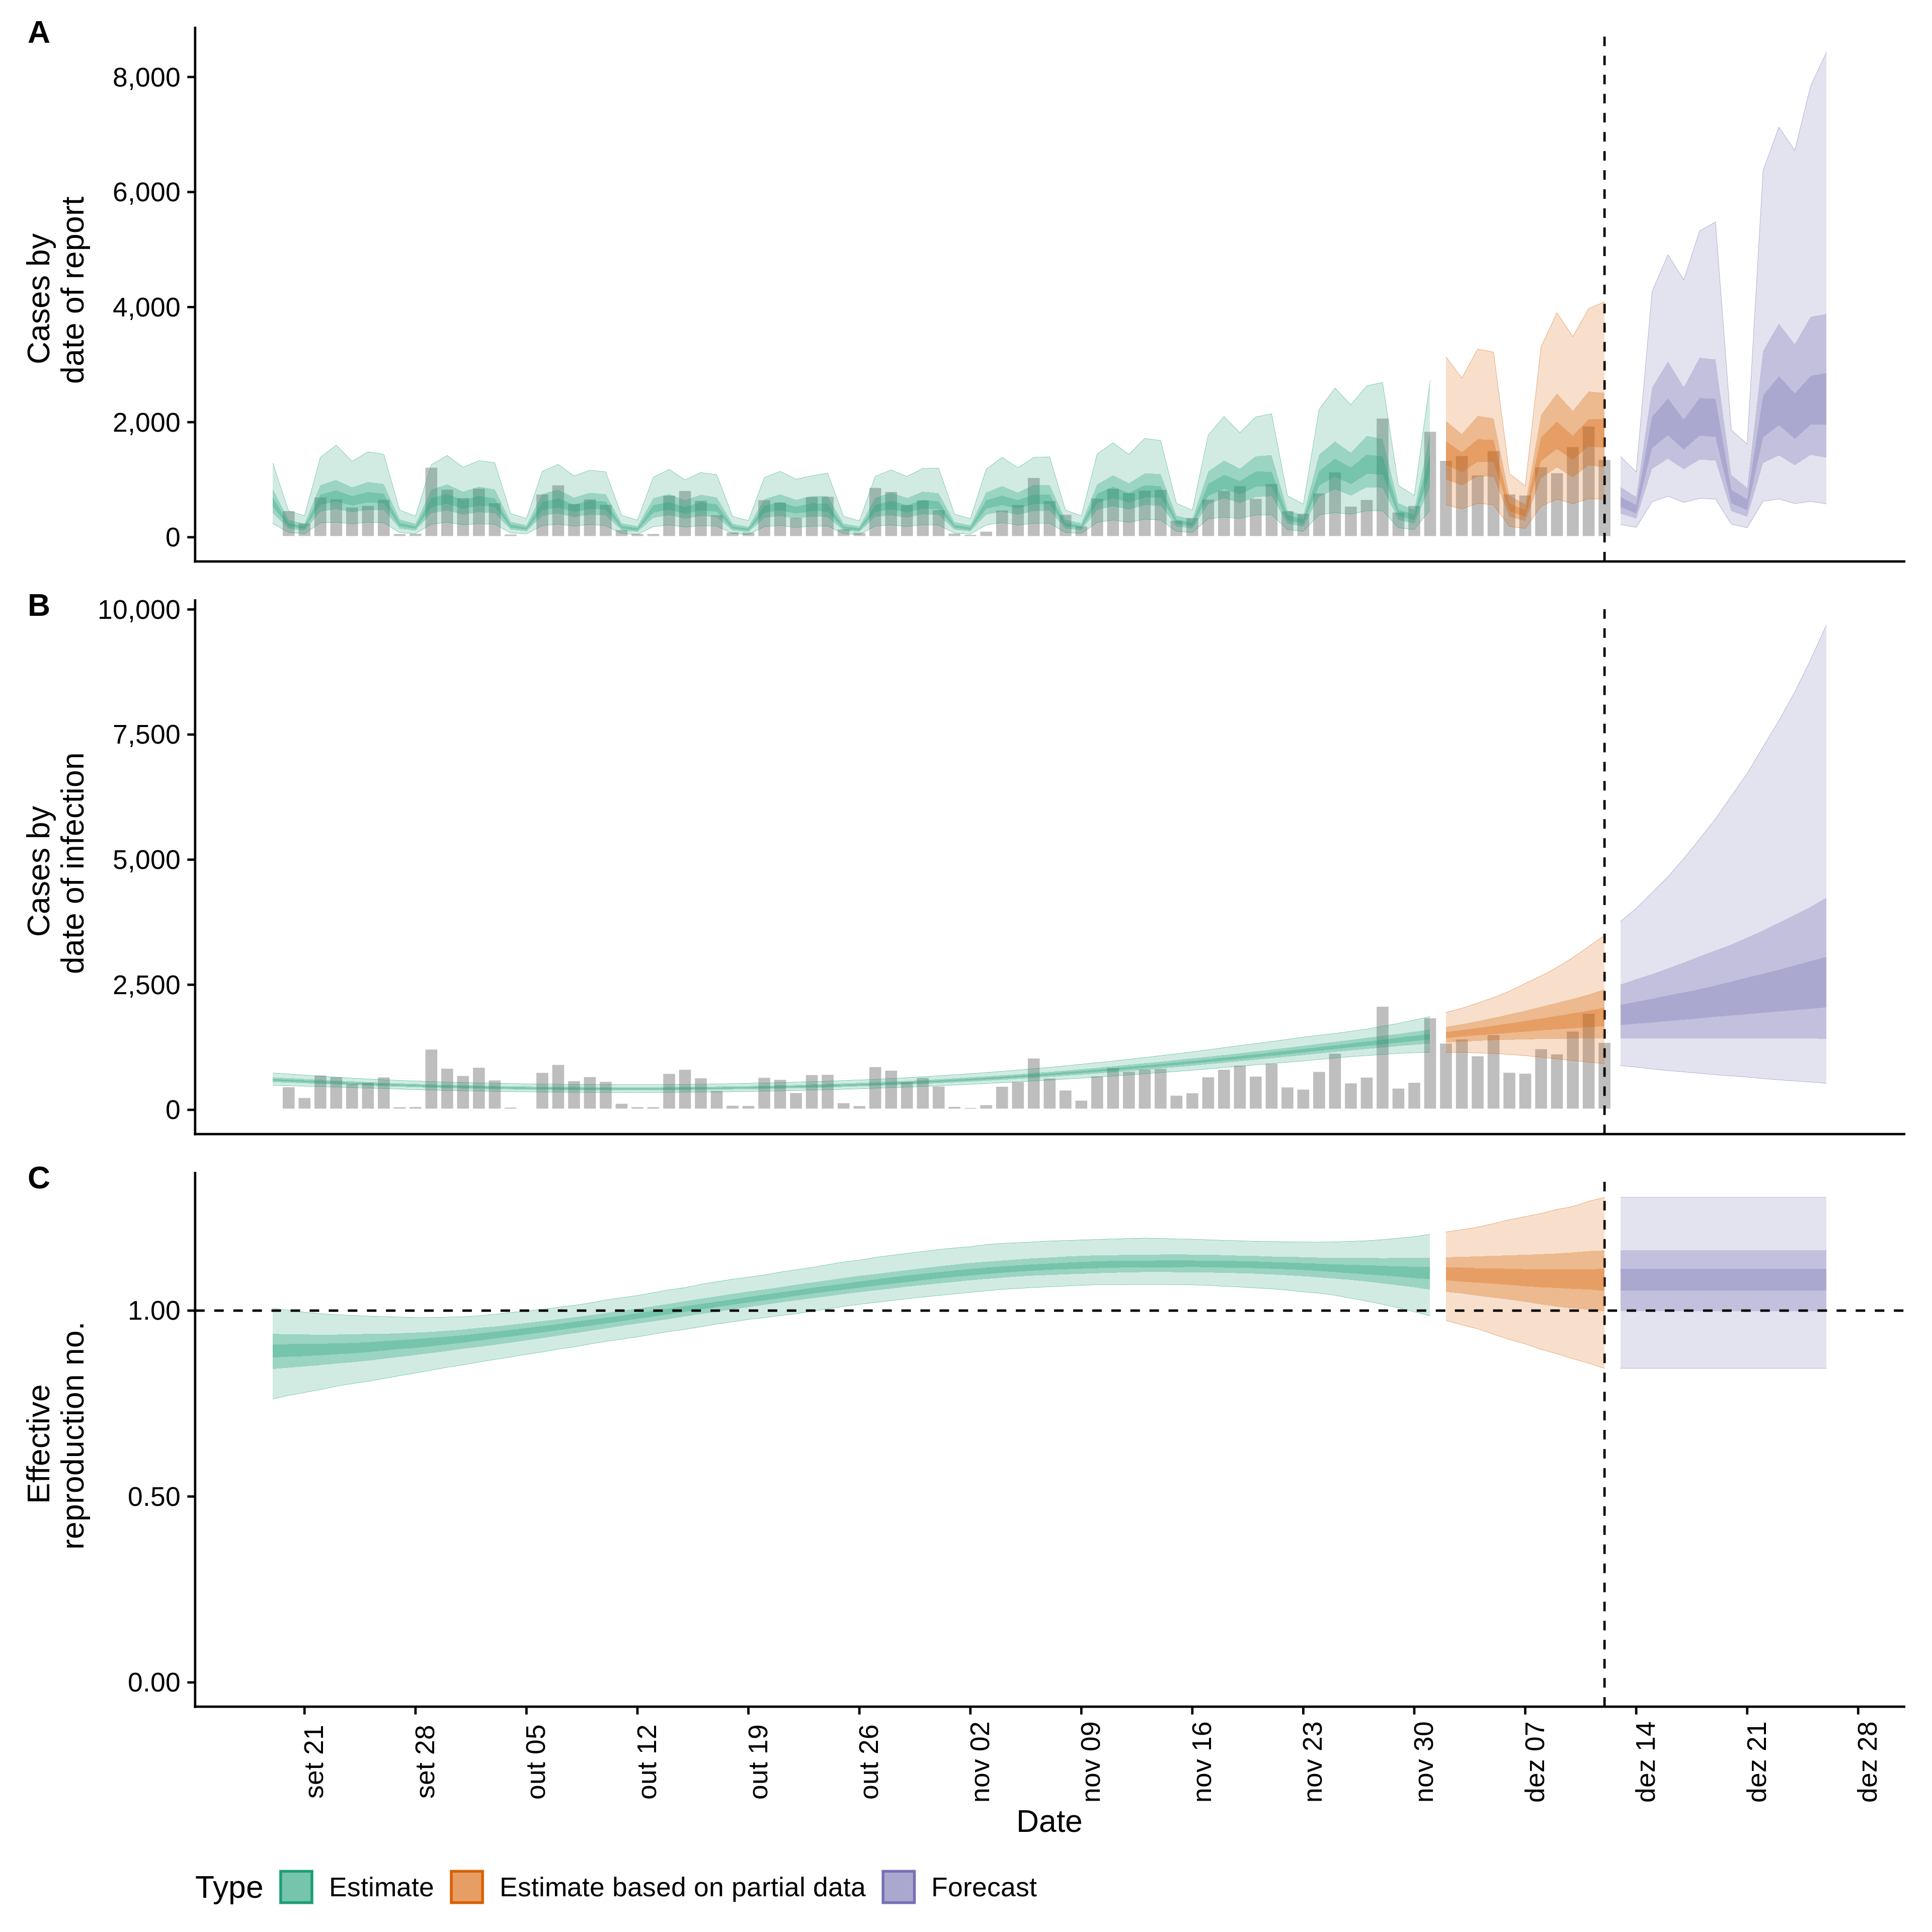 A
Cases by
date of report
8,000
6,000
4,000
2,000
0
B
Cases by
date of infection
10,000
7,500
5,000
2,500
0
C
Effective
reproduction no.
1.00
0.50
0.00
set 21
set 28
out 05
out 12
out 19
out 26
nov 02
nov 09
nov 16
nov 23
nov 30
dez 07
dez 14
dez 21
dez 28
Date
Type Estimate Estimate based on partial data Forecast